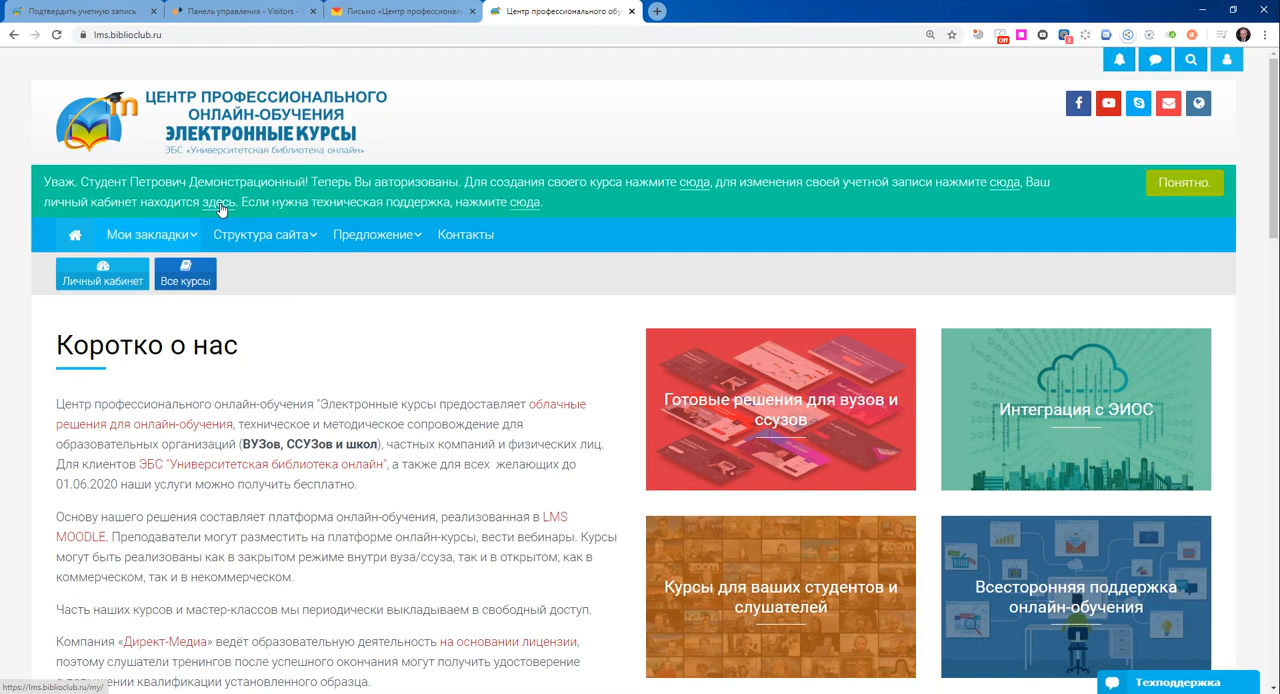 Подтвердить учетную запись
Панель управления - Visitors -
Письмо «Центр профессионал
Центр профессионального обу
lms.biblioclub.ru
ЦЕНТР ПРОФЕССИОНАЛЬНОГО
ОНЛАЙН-ОБУЧЕНИЯ
ЭЛЕКТРОННЫЕ КУРСЫ
ЭБС «Университетская библиотека онлайн»
Уваж. Студент Петрович Демонстрационный! Теперь Вы авторизованы. Для создания своего курса нажмите сюда, для изменения своей учетной записи нажмите сюда, Ваш
личный кабинет находится здесь. Если нужна техническая поддержка, нажмите сюда.
Понятно.
Мои закладки
Структура сайта
Предложение
Контакты
Личный кабинет
Все курсы
Коротко о нас
Центр профессионального онлайн-обучения "Электронные курсы предоставляет облачные
решения для онлайн-обучения, техническое и методическое сопровождение для
образовательных организаций (ВУЗов, ССУЗов и школ), частных компаний и физических лиц.
Для клиентов ЭБС "Университетская библиотека онлайн", а также для всех желающих до
01.06.2020 наши услуги можно получить бесплатно.
Основу нашего решения составляет платформа онлайн-обучения, реализованная в LMS
MOODLE. Преподаватели могут разместить на платформе онлайн-курсы, вести вебинары. Курсы
могут быть реализованы как в закрытом режиме внутри вуза/ссуза, так и в открытом; как в
коммерческом, так и в некоммерческом.
Часть наших курсов и мастер-классов мы периодически выкладываем в свободный доступ.
Компания «Директ-Медиа» ведёт образовательную деятельность на основании лицензии,
поэтому слушатели тренингов после успешного окончания могут получить удостоверение
о повышении квалификации установленного образца.
Готовые решения для вузов и
ссузов
Интеграция с ЭИОС
Курсы для ваших студентов и
слушателей
Всесторонняя поддержка
онлайн-обучения
https://lms.biblioclub.ru/my/
Техподдержка